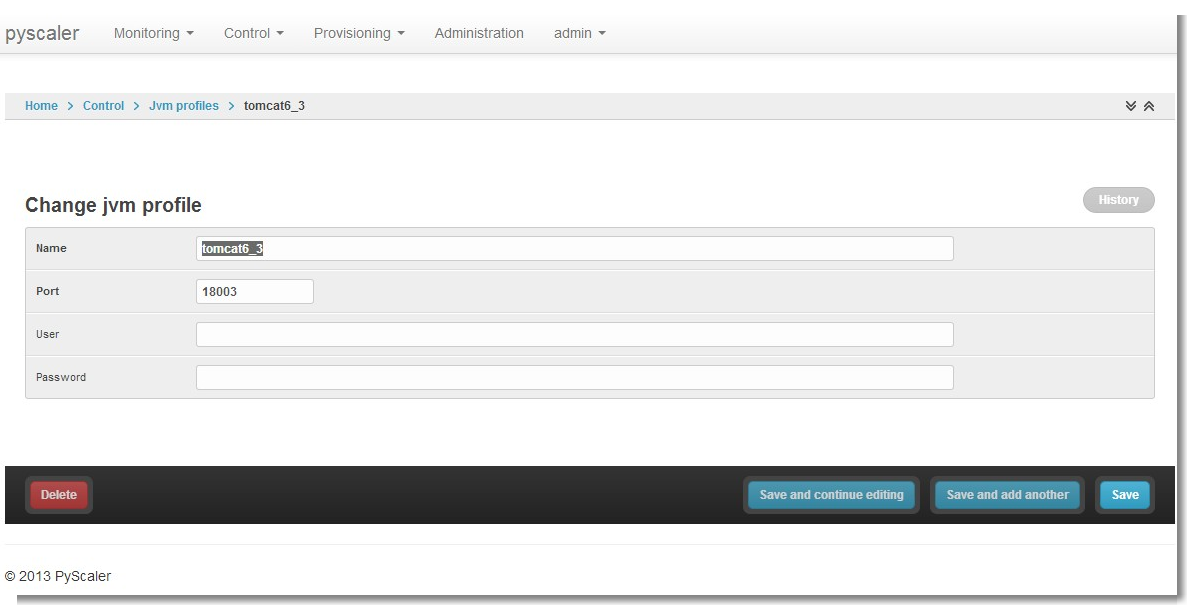 pyscaler Monitoring Control Provisioning Administration admin
Home > Control > Jvm profiles > tomcat6_3
Change jvm profile History
Name tomcat6_3
Port 18003
User
Password
Delete Save and continue editing Save and add another Save
© 2013 PyScaler